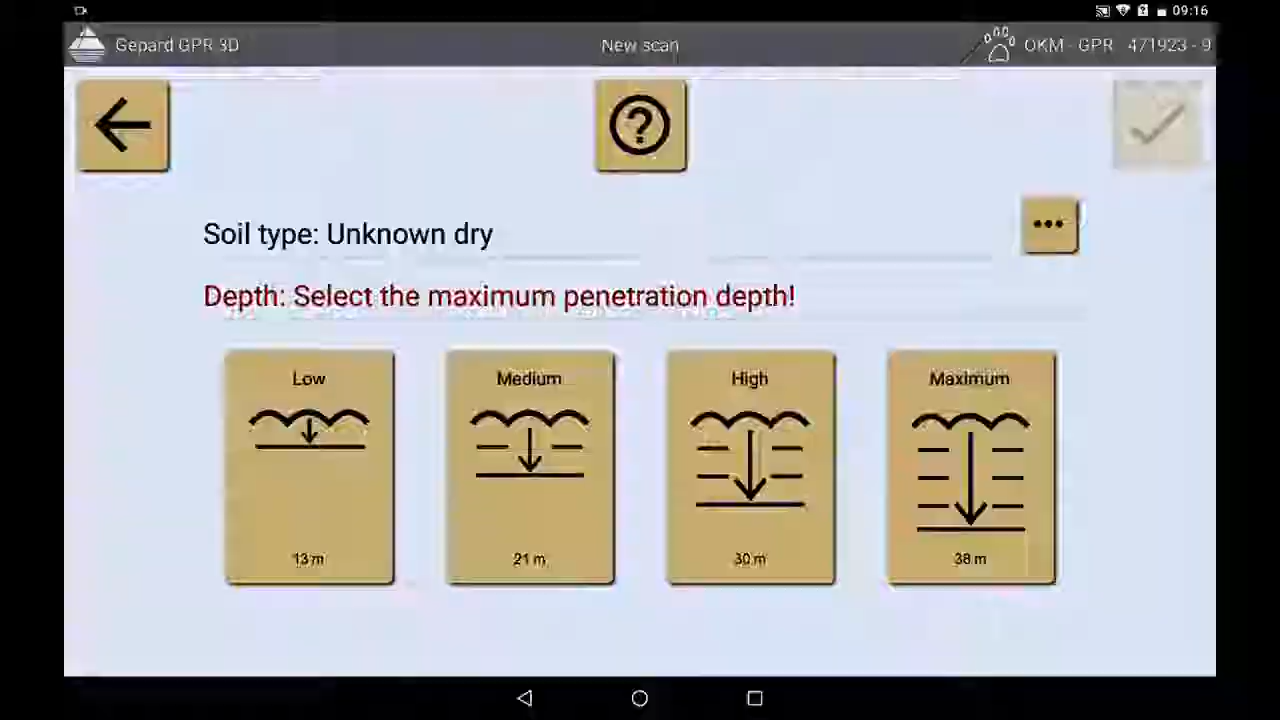 09:16
Gepard GPR 3D New scan OKM - GPR 471923 - 9
Soil type: Unknown dry
Depth: Select the maximum penetration depth!
Low Medium High Maximum
13 m 21 m 30 m 38 m